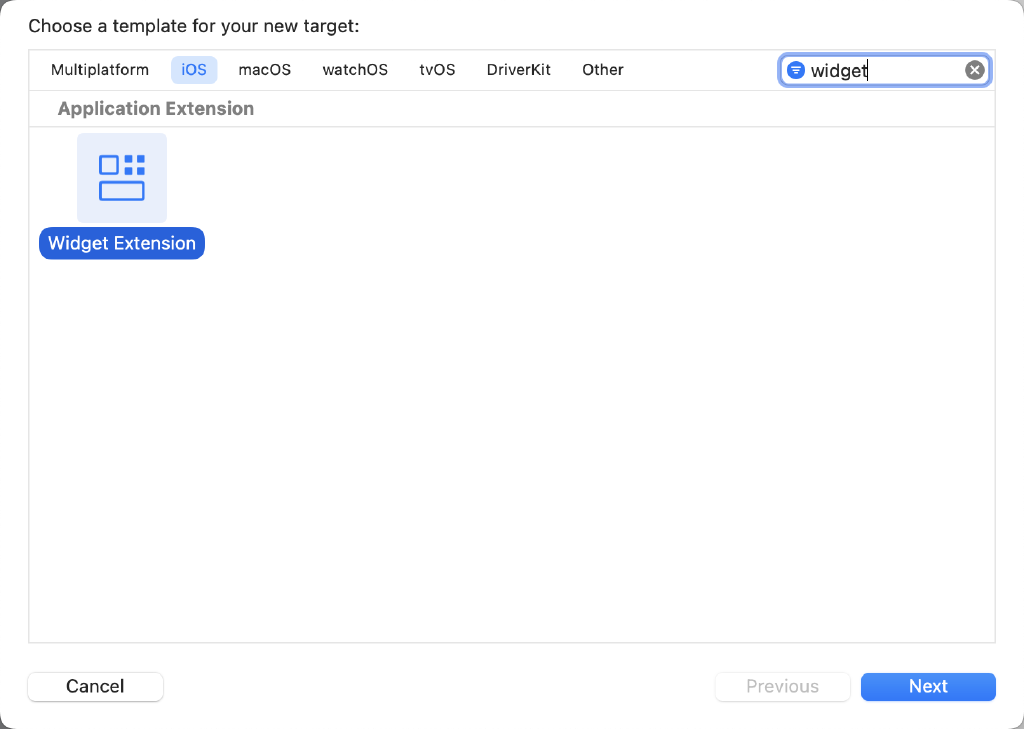 Choose a template for your new target:
Multiplatform iOS macOS watchOS tvOS DriverKit Other widget
Application Extension
Widget Extension
Cancel Previous Next